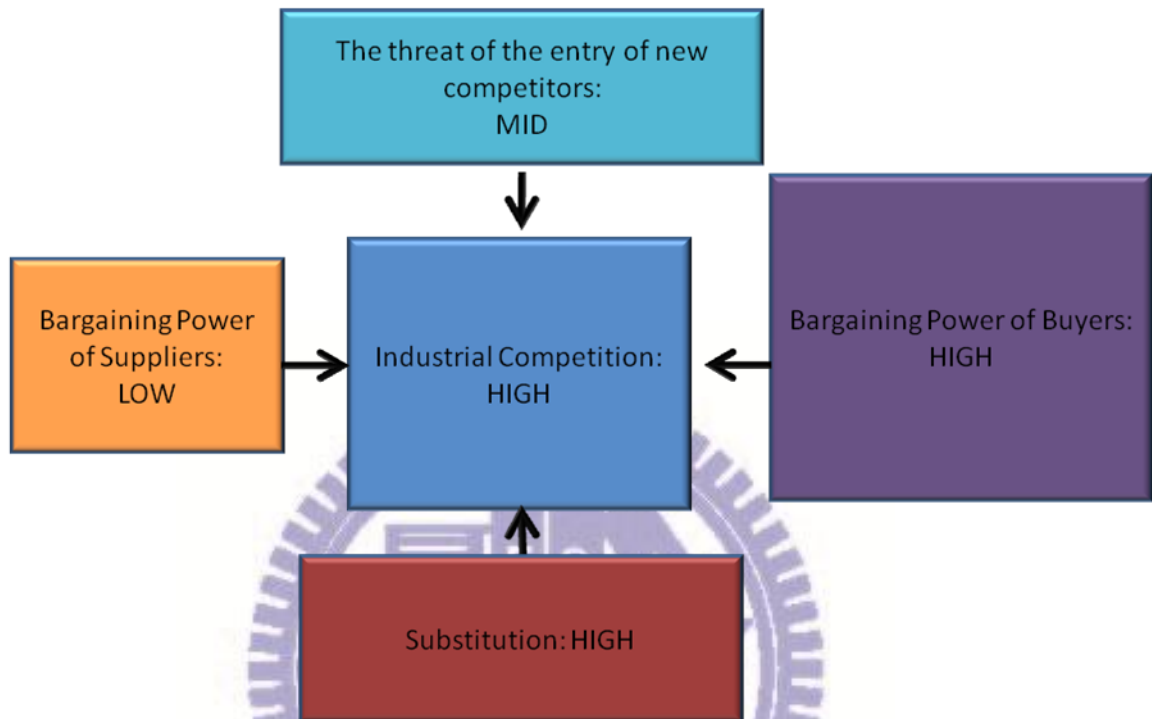 The threat of the entry of new
competitors:
MID
Bargaining Power
of Suppliers:
LOW
Industrial Competition:
HIGH
Bargaining Power of Buyers:
HIGH
Substitution: HIGH